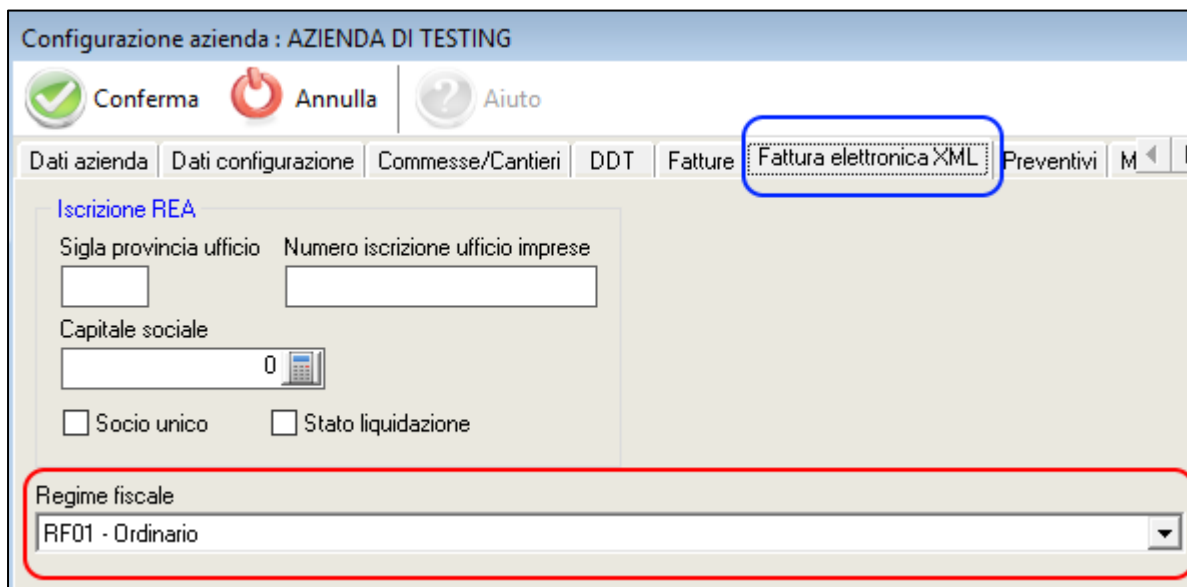 Configurazione azienda : AZIENDA DI TESTING
Conferma Annulla Aiuto
Dati azienda Dati configurazione Commesse/Cantieri DDT Fatture Fattura elettronica XML Preventivi M
Iscrizione REA
Sigla provincia ufficio Numero iscrizione ufficio imprese
Capitale sociale
0
Socio unico Stato liquidazione
Regime fiscale
RF01 - Ordinario